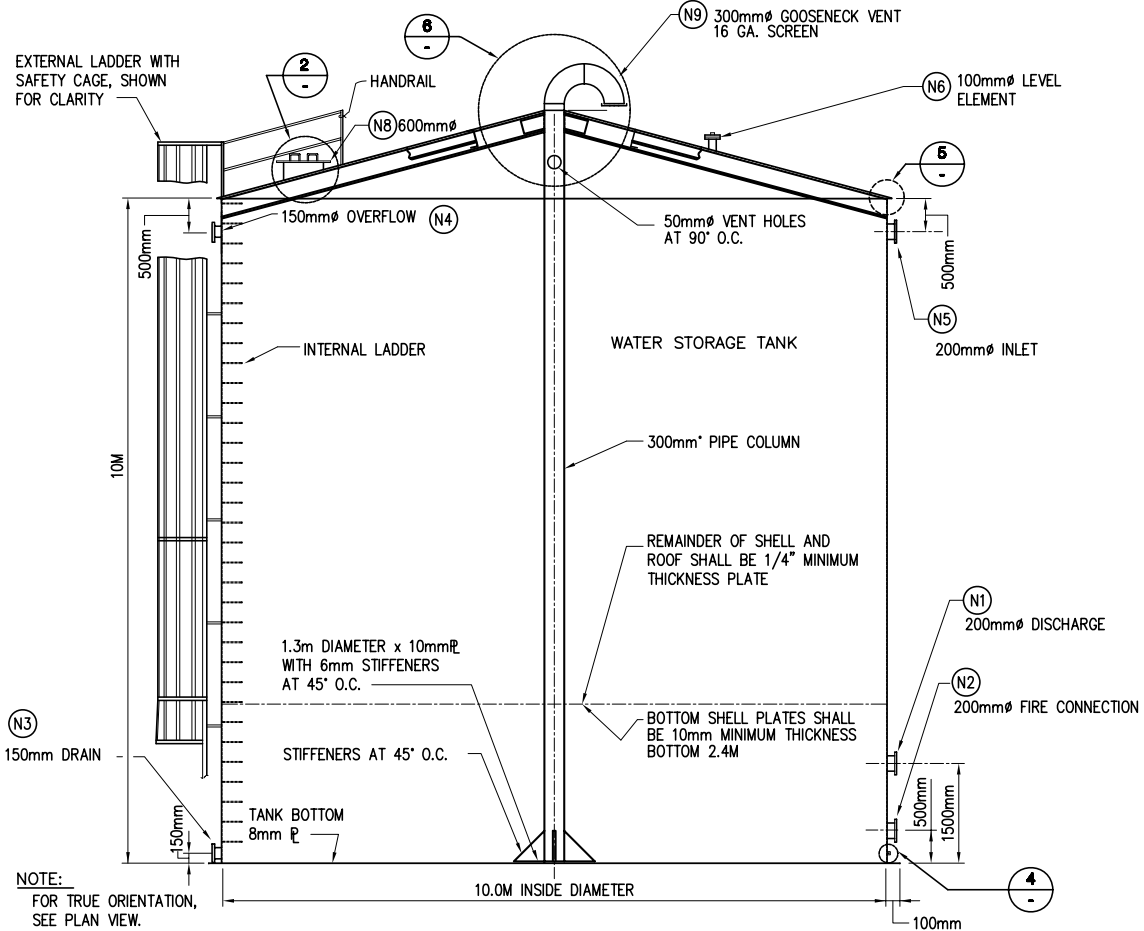 6
-
N9
300mmø GOOSENECK VENT
16 GA. SCREEN
EXTERNAL LADDER WITH
SAFETY CAGE, SHOWN
FOR CLARITY
2
-
HANDRAIL
N8
600mmø
N6
100mmø LEVEL
ELEMENT
5
-
500mm
150mmø OVERFLOW
N4
50mmø VENT HOLES
AT 90° O.C.
500mm
N5
200mmø INLET
INTERNAL LADDER
WATER STORAGE TANK
10M
300mm° PIPE COLUMN
REMAINDER OF SHELL AND
ROOF SHALL BE 1/4" MINIMUM
THICKNESS PLATE
N1
200mmø DISCHARGE
1.3m DIAMETER x 10mm℄
WITH 6mm STIFFENERS
AT 45° O.C.
N2
200mmø FIRE CONNECTION
BOTTOM SHELL PLATES SHALL
BE 10mm MINIMUM THICKNESS
BOTTOM 2.4M
N3
150mm DRAIN
STIFFENERS AT 45° O.C.
TANK BOTTOM
8mm ℄
150mm
500mm
1500mm
10.0M INSIDE DIAMETER
100mm
4
-
NOTE:
FOR TRUE ORIENTATION,
SEE PLAN VIEW.